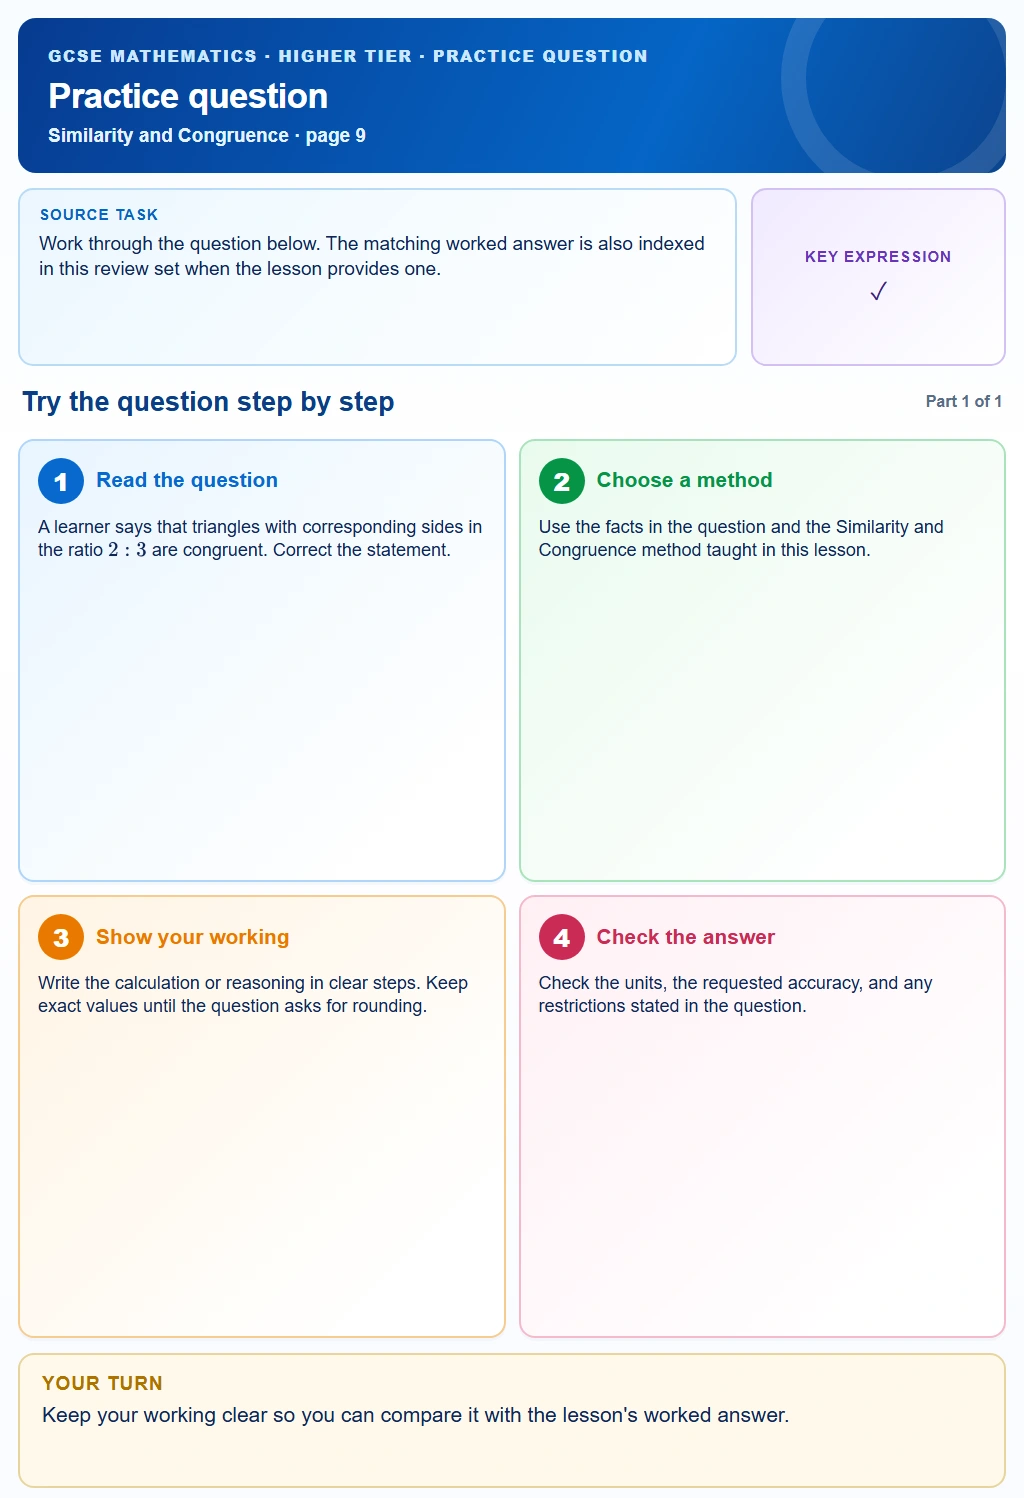 GCSE MATHEMATICS · HIGHER TIER · PRACTICE QUESTION
Practice question
Similarity and Congruence · page 9
SOURCE TASK
Work through the question below. The matching worked answer is also indexed
in this review set when the lesson provides one.
KEY EXPRESSION
✓
Try the question step by step
Part 1 of 1
1 Read the question
A learner says that triangles with corresponding sides in
the ratio 2 : 3 are congruent. Correct the statement.
2 Choose a method
Use the facts in the question and the Similarity and
Congruence method taught in this lesson.
3 Show your working
Write the calculation or reasoning in clear steps. Keep
exact values until the question asks for rounding.
4 Check the answer
Check the units, the requested accuracy, and any
restrictions stated in the question.
YOUR TURN
Keep your working clear so you can compare it with the lesson's worked answer.